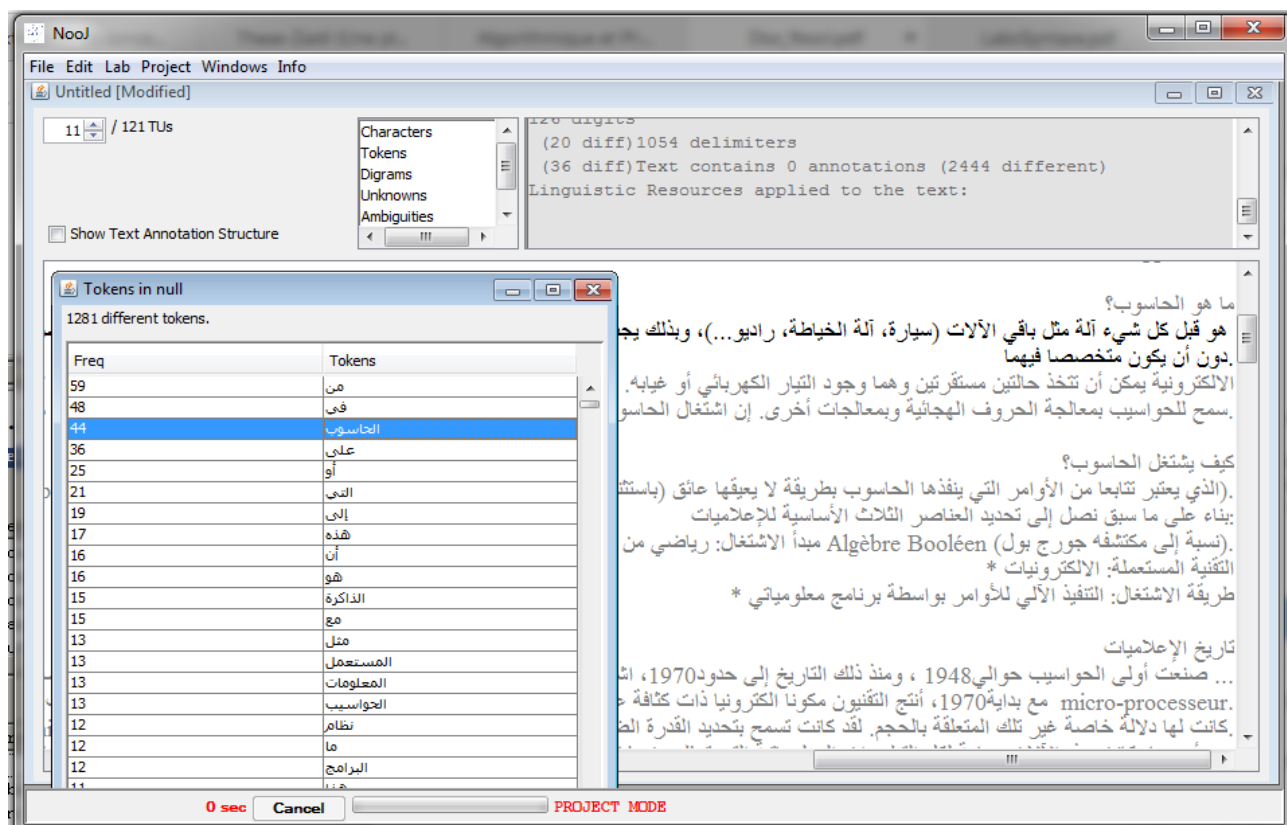 NooJ
File Edit Lab Project Windows Info
Untitled [Modified]
11 / 121 TUs
Show Text Annotation Structure
Characters
Tokens
Digrams
Unknowns
Ambiguities
126 digits
(20 diff)1054 delimiters
(36 diff)Text contains 0 annotations (2444 different)
Linguistic Resources applied to the text:
Tokens in null
1281 different tokens.
Freq Tokens
59 من
48 في
44 الحاسوب
36 على
25 أو
21 التي
19 إلى
17 هذه
16 أن
16 هو
15 الذاكرة
15 مع
13 مثل
13 المستعمل
13 المعلومات
13 الحواسيب
12 نظام
12 ما
12 البرامج
11 هذا
ما هو الحاسوب؟
هو قبل كل شيء آلة مثل باقي الآلات (سيارة، آلة الخياطة، راديو...)، وبذلك
.دون أن يكون متخصصا فيهما
الالكترونية يمكن أن تتخذ حالتين مستقرتين وهما وجود التيار الكهربائي أو غيابه.
.سمح للحواسيب بمعالجة الحروف الهجائية وبمعالجات أخرى. إن اشتغال
كيف يشتغل الحاسوب؟
.(الذي يعتبر تتابعا من الأوامر التي ينفذها الحاسوب بطريقة لا يعيقها عائق
:بناء على ما سبق نصل إلى تحديد العناصر الثلاث الأساسية للإعلاميات
.(نسبة إلى مكتشفه جورج بول) Algèbre Booléen مبدأ الاشتغال: رياضي من
التقنية المستعملة: الالكترونيات *
طريقة الاشتغال: التنفيذ الآلي للأوامر بواسطة برنامج معلومياتي *
تاريخ الإعلاميات
... صنعت أولى الحواسيب حوالي1948 ، ومنذ ذلك التاريخ إلى حدود1970،
.micro-processeur مع بداية1970، أنتج التقنيون مكونا الكترونيا ذات كثافة
.كانت لها دلالة خاصة غير تلك المتعلقة بالحجم. لقد كانت تسمح بتحديد القدرة
0 sec Cancel PROJECT MODE